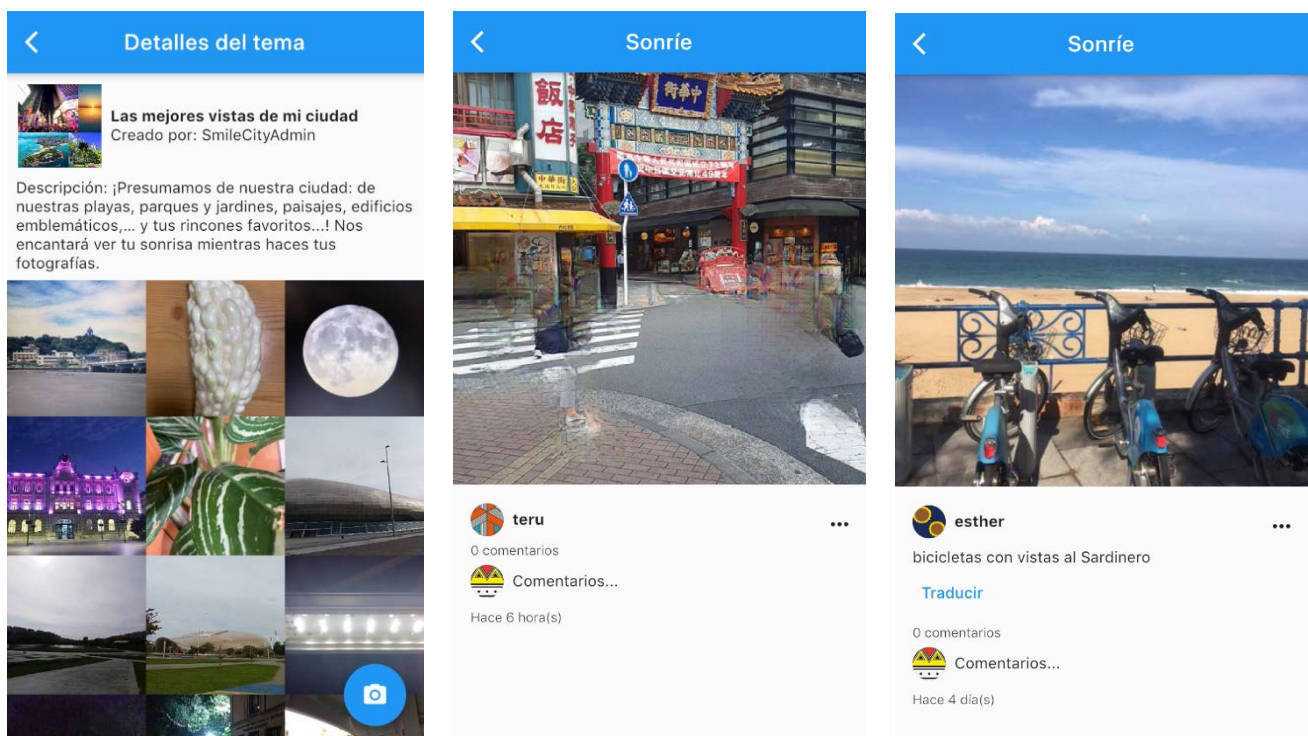 Detalles del tema
Las mejores vistas de mi ciudad
Creado por: SmileCityAdmin
Descripción: ¡Presumamos de nuestra ciudad: de
nuestras playas, parques y jardines, paisajes, edificios
emblemáticos,... y tus rincones favoritos...! Nos
encantará ver tu sonrisa mientras haces tus
fotografías.
Sonríe
飯店
街華中
teru
0 comentarios
Comentarios...
Hace 6 hora(s)
Sonríe
esther
bicicletas con vistas al Sardinero
Traducir
0 comentarios
Comentarios...
Hace 4 día(s)